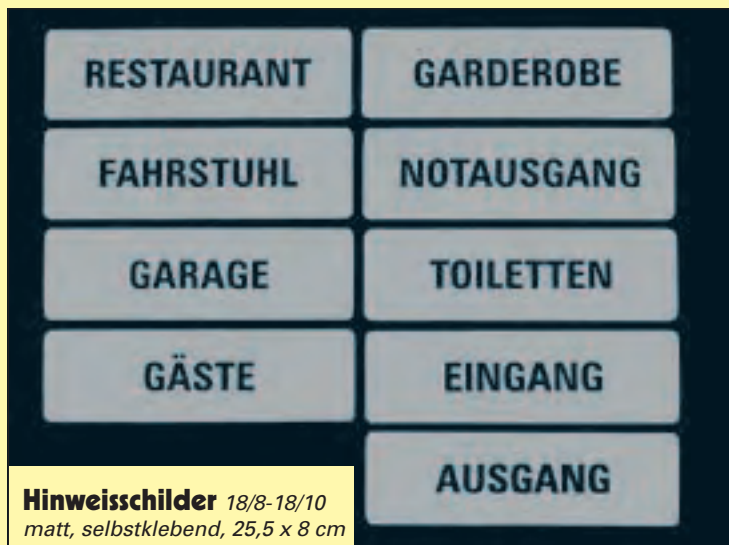 RESTAURANT
GARDEROBE
FAHRSTUHL
NOTAUSGANG
GARAGE
TOILETTEN
GÄSTE
EINGANG
AUSGANG
Hinweisschilder 18/8-18/10
matt, selbstklebend, 25,5 x 8 cm